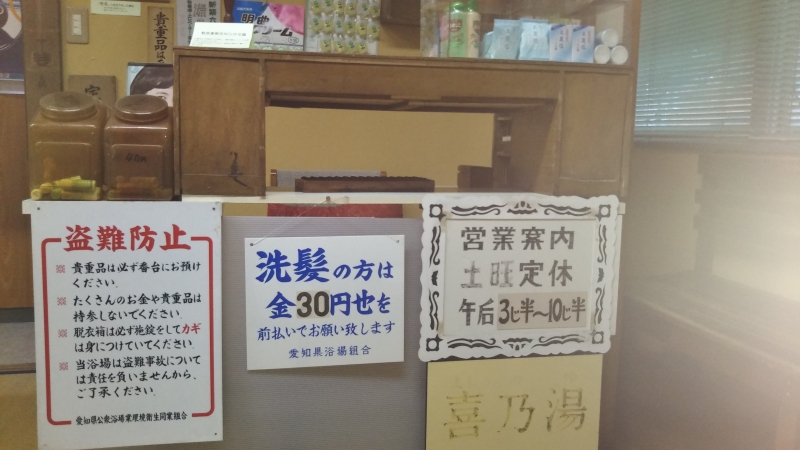 貴重品は
盗難防止
※ 貴重品は必ず番台にお預け
ください。
※ たくさんのお金や貴重品は
持参しないでください。
※ 脱衣箱は必ず施錠をしてカギ
は身につけていてください
※ 当浴場は盗難事故について
は責任を負いませんから、
ご了承ください。
愛知県公衆浴場業環境衛生同業組合
洗髪の方は
金30円也を
前払いでお願い致します
愛知県浴場組合
営業案内
土曜定休
午後3じ半〜10じ半
喜乃湯